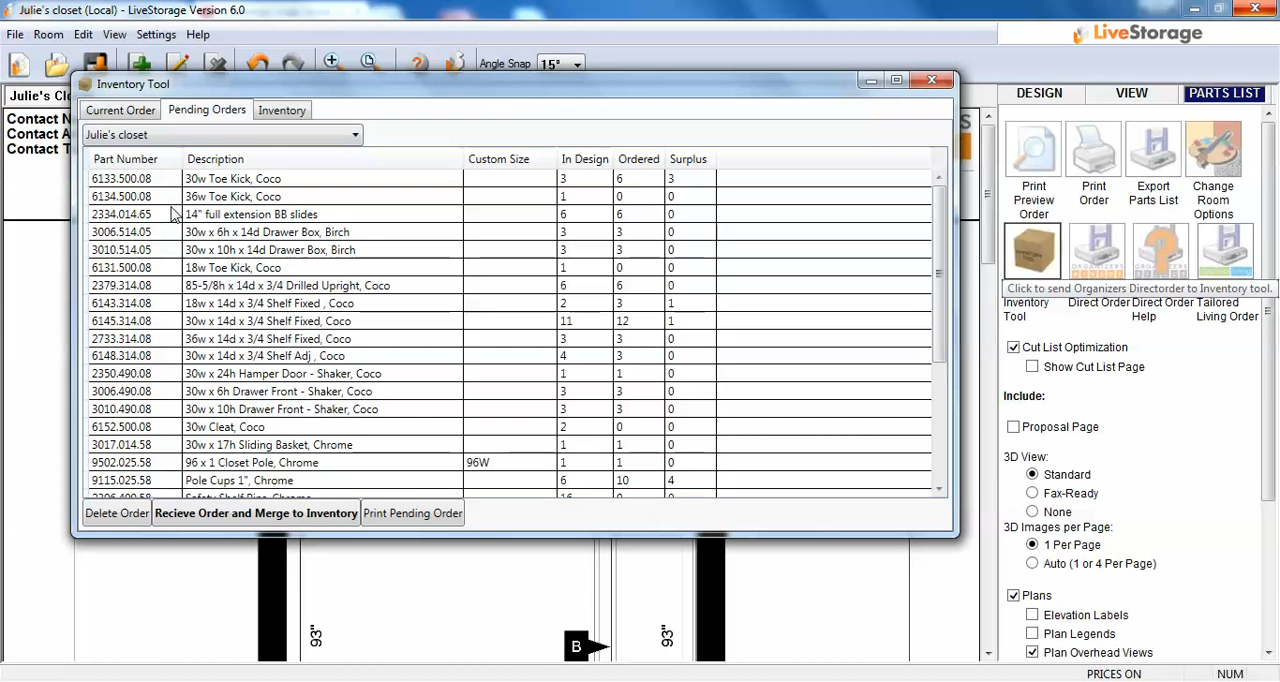 Julie's closet (Local) - LiveStorage Version 6.0
File Room Edit View Settings Help
LiveStorage
Angle Snap 15°
Julie's Clo
Contact N
Contact A
Contact T
Inventory Tool
Current Order Pending Orders Inventory
Julie's closet
Part Number Description Custom Size In Design Ordered Surplus
6133.500.08 30w Toe Kick, Coco 3 6 3
6134.500.08 36w Toe Kick, Coco 1 0 0
2334.014.65 14" full extension BB slides 6 6 0
3006.514.05 30w x 6h x 14d Drawer Box, Birch 3 3 0
3010.514.05 30w x 10h x 14d Drawer Box, Birch 3 3 0
6131.500.08 18w Toe Kick, Coco 1 0 0
2379.314.08 85-5/8h x 14d x 3/4 Drilled Upright, Coco 6 6 0
6143.314.08 18w x 14d x 3/4 Shelf Fixed , Coco 2 3 1
6145.314.08 30w x 14d x 3/4 Shelf Fixed, Coco 11 12 1
2733.314.08 36w x 14d x 3/4 Shelf Fixed, Coco 3 3 0
6148.314.08 30w x 14d x 3/4 Shelf Adj , Coco 4 3 0
2350.490.08 30w x 24h Hamper Door - Shaker, Coco 1 1 0
3006.490.08 30w x 6h Drawer Front - Shaker, Coco 3 3 0
3010.490.08 30w x 10h Drawer Front - Shaker, Coco 3 3 0
6152.500.08 30w Cleat, Coco 2 0 0
3017.014.58 30w x 17h Sliding Basket, Chrome 1 1 0
9502.025.58 96 x 1 Closet Pole, Chrome 96W 1 1 0
9115.025.58 Pole Cups 1", Chrome 6 10 4
Delete Order Recieve Order and Merge to Inventory Print Pending Order
93"
B
93"
DESIGN VIEW PARTS LIST
Print Preview Order
Print Order
Export Parts List
Change Room Options
Click to send Organizers Directorder to Inventory tool.
Inventory Tool
Direct Order
Direct Order Help
Tailored Living Order
Cut List Optimization
Show Cut List Page
Include:
Proposal Page
3D View:
Standard
Fax-Ready
None
3D Images per Page:
1 Per Page
Auto (1 or 4 Per Page)
Plans
Elevation Labels
Plan Legends
Plan Overhead Views
PRICES ON NUM